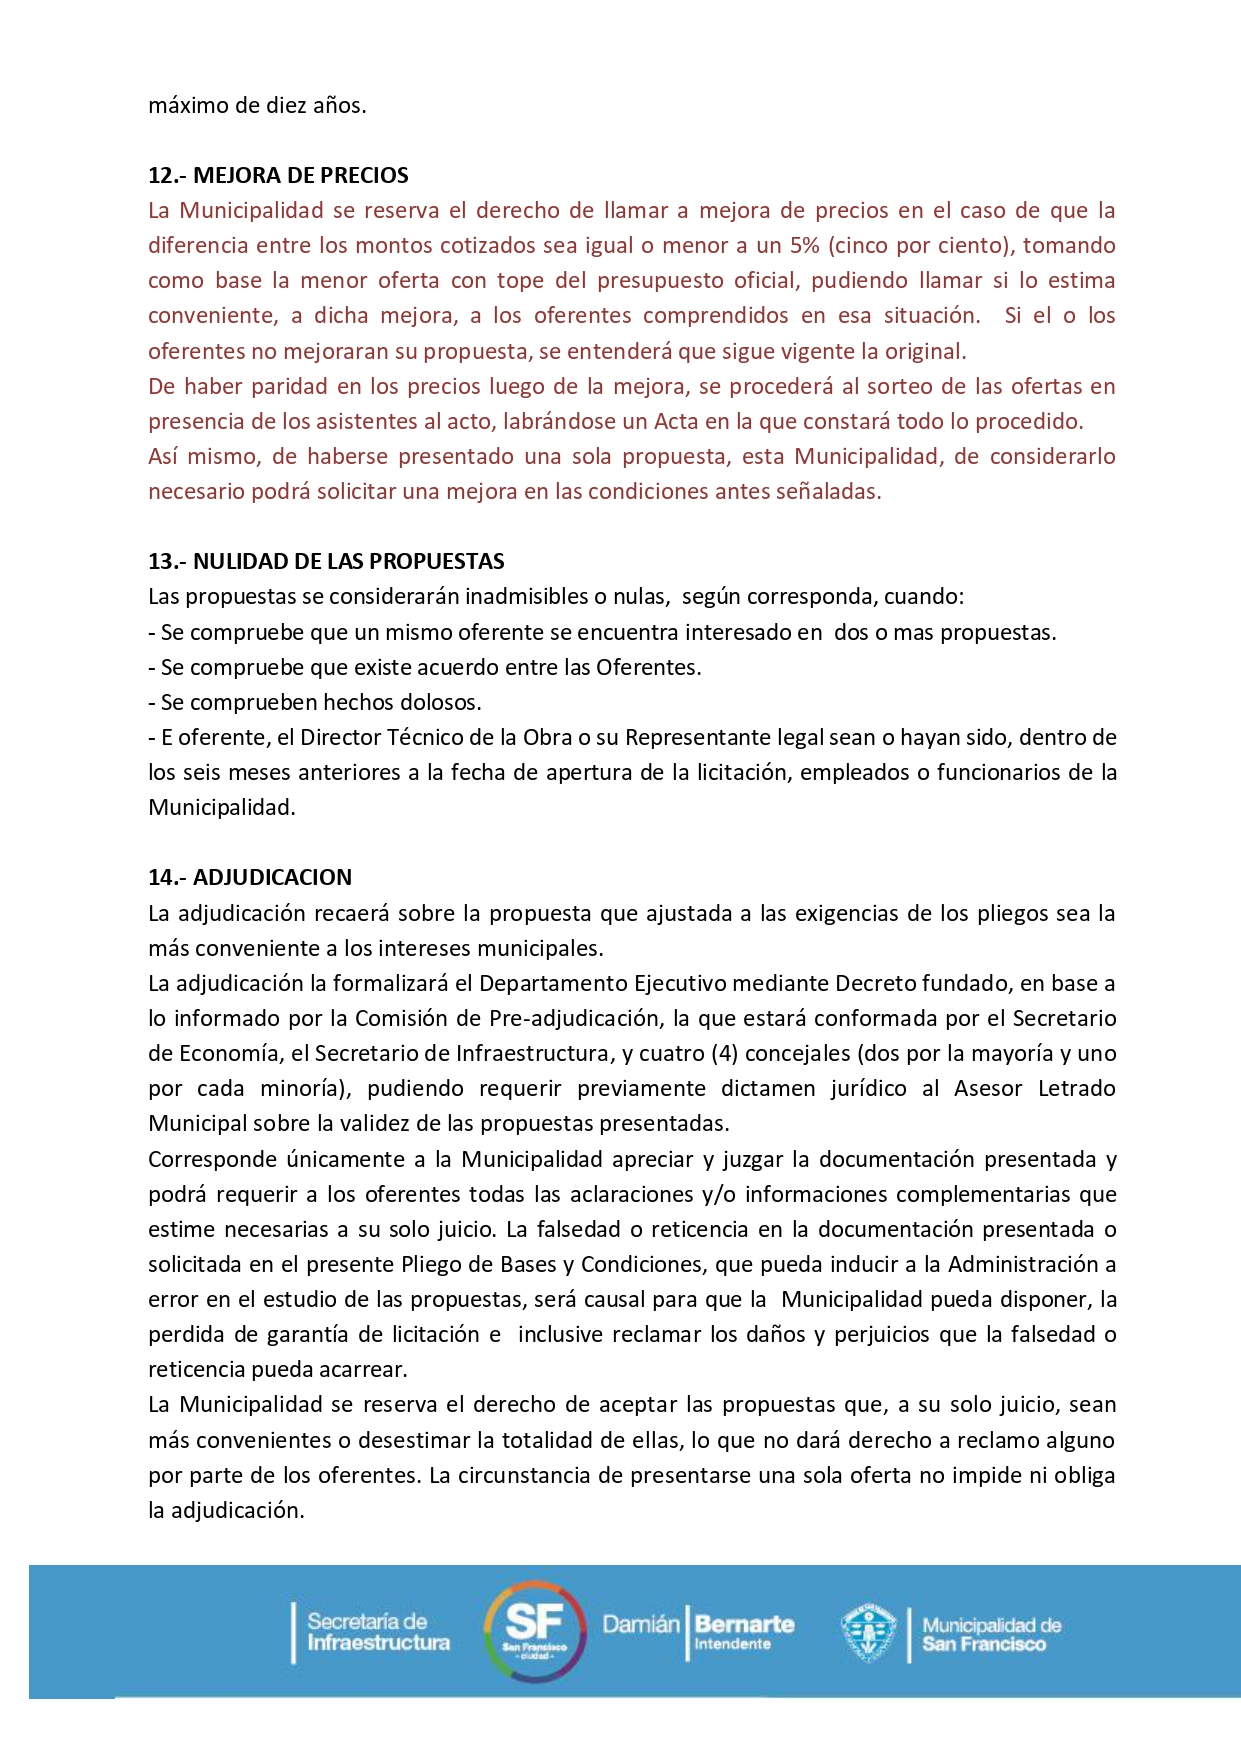 máximo de diez años.
12.- MEJORA DE PRECIOS
La Municipalidad se reserva el derecho de llamar a mejora de precios en el caso de que la
diferencia entre los montos cotizados sea igual o menor a un 5% (cinco por ciento), tomando
como base la menor oferta con tope del presupuesto oficial, pudiendo llamar si lo estima
conveniente, a dicha mejora, a los oferentes comprendidos en esa situación. Si el o los
oferentes no mejoraran su propuesta, se entenderá que sigue vigente la original.
De haber paridad en los precios luego de la mejora, se procederá al sorteo de las ofertas en
presencia de los asistentes al acto, labrándose un Acta en la que constará todo lo procedido.
Así mismo, de haberse presentado una sola propuesta, esta Municipalidad, de considerarlo
necesario podrá solicitar una mejora en las condiciones antes señaladas.
13.- NULIDAD DE LAS PROPUESTAS
Las propuestas se considerarán inadmisibles o nulas, según corresponda, cuando:
- Se compruebe que un mismo oferente se encuentra interesado en dos o mas propuestas.
- Se compruebe que existe acuerdo entre las Oferentes.
- Se comprueben hechos dolosos.
- E oferente, el Director Técnico de la Obra o su Representante legal sean o hayan sido, dentro de
los seis meses anteriores a la fecha de apertura de la licitación, empleados o funcionarios de la
Municipalidad.
14.- ADJUDICACION
La adjudicación recaerá sobre la propuesta que ajustada a las exigencias de los pliegos sea la
más conveniente a los intereses municipales.
La adjudicación la formalizará el Departamento Ejecutivo mediante Decreto fundado, en base a
lo informado por la Comisión de Pre-adjudicación, la que estará conformada por el Secretario
de Economía, el Secretario de Infraestructura, y cuatro (4) concejales (dos por la mayoría y uno
por cada minoría), pudiendo requerir previamente dictamen jurídico al Asesor Letrado
Municipal sobre la validez de las propuestas presentadas.
Corresponde únicamente a la Municipalidad apreciar y juzgar la documentación presentada y
podrá requerir a los oferentes todas las aclaraciones y/o informaciones complementarias que
estime necesarias a su solo juicio. La falsedad o reticencia en la documentación presentada o
solicitada en el presente Pliego de Bases y Condiciones, que pueda inducir a la Administración a
error en el estudio de las propuestas, será causal para que la Municipalidad pueda disponer, la
perdida de garantía de licitación e inclusive reclamar los daños y perjuicios que la falsedad o
reticencia pueda acarrear.
La Municipalidad se reserva el derecho de aceptar las propuestas que, a su solo juicio, sean
más convenientes o desestimar la totalidad de ellas, lo que no dará derecho a reclamo alguno
por parte de los oferentes. La circunstancia de presentarse una sola oferta no impide ni obliga
la adjudicación.
Secretaría de
Infraestructura
SF
San Francisco
- ciudad -
Damián Bernarte
Intendente
Municipalidad de
San Francisco